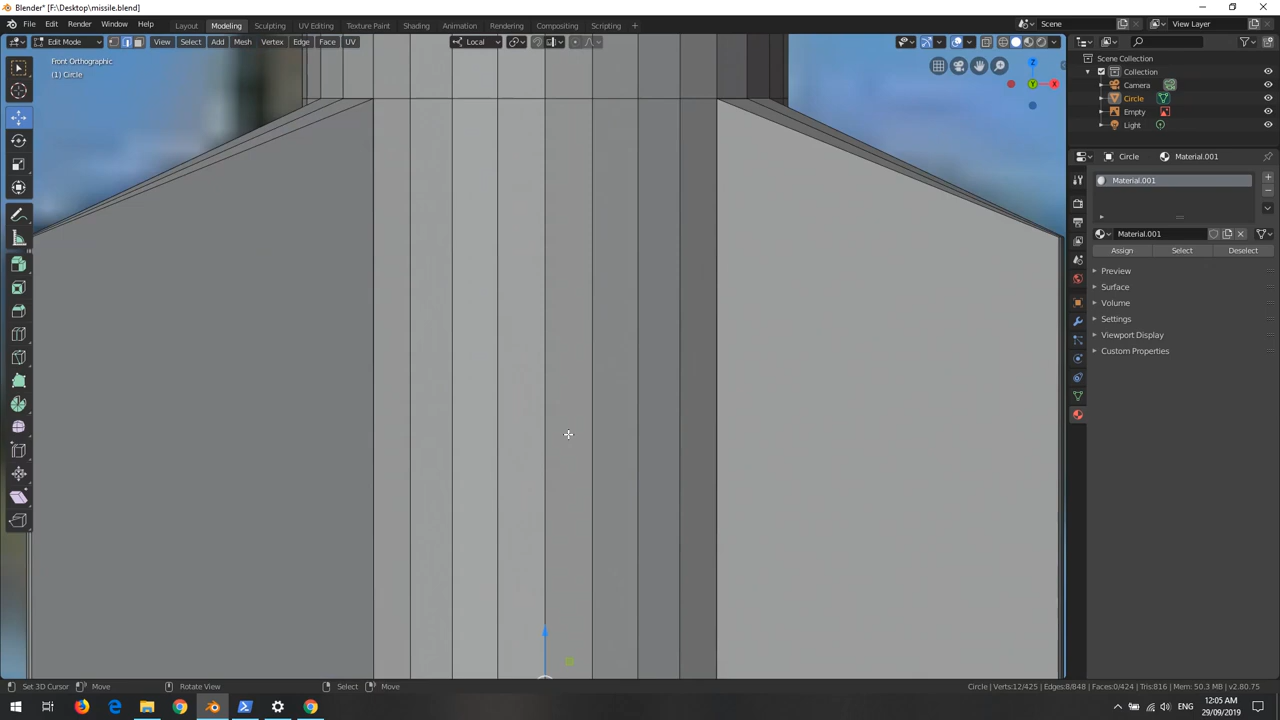 Blender* [F:\Desktop\missile.blend]
File Edit Render Window Help Layout Modeling Sculpting UV Editing Texture Paint Shading Animation Rendering Compositing Scripting + Scene View Layer
Edit Mode View Select Add Mesh Vertex Edge Face UV Local
Front Orthographic
(1) Circle
Z
X
Y
Scene Collection
Collection
Camera
Circle
Empty
Light
Circle Material.001
Material.001
Material.001
Assign Select Deselect
Preview
Surface
Volume
Settings
Viewport Display
Custom Properties
Set 3D Cursor Move Rotate View Select Move Circle | Verts:12/425 | Edges:8/848 | Faces:0/424 | Tris:816 | Mem: 50.3 MB | v2.80.75
ENG 12:05 AM
29/09/2019